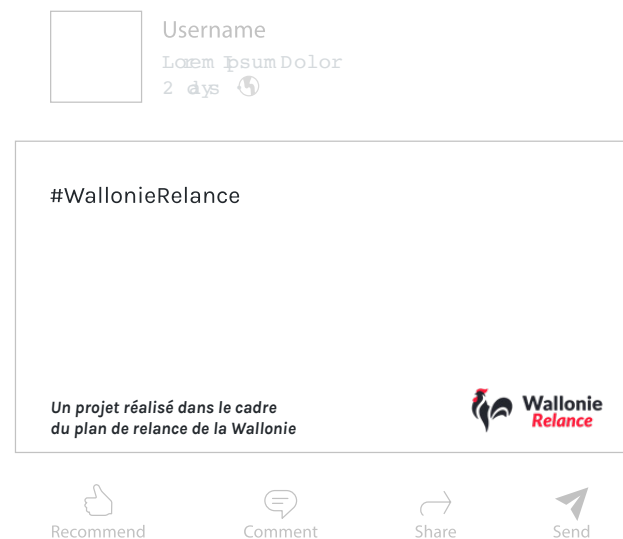 Username
Lorem Ipsum Dolor
2 days
#WallonieRelance
Un projet réalisé dans le cadre
du plan de relance de la Wallonie
Wallonie
Relance
Recommend
Comment
Share
Send